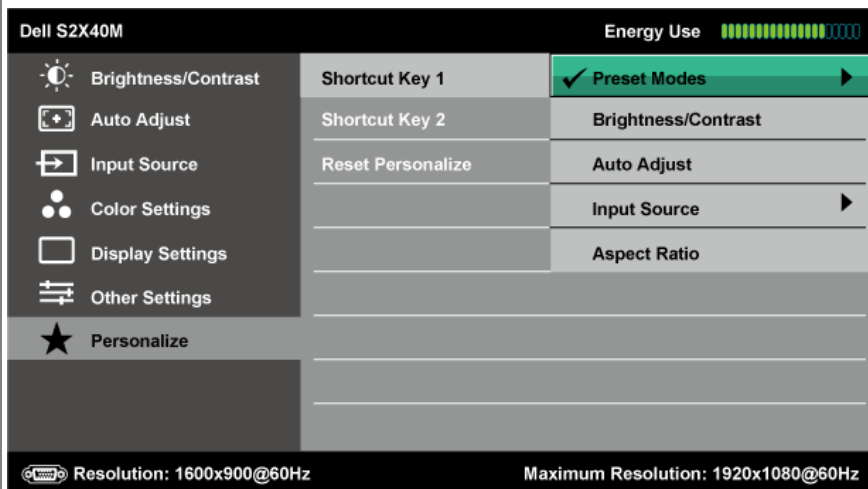 Dell S2X40M
Energy Use
Brightness/Contrast
Auto Adjust
Input Source
Color Settings
Display Settings
Other Settings
Personalize
Shortcut Key 1
Shortcut Key 2
Reset Personalize
Preset Modes
Brightness/Contrast
Auto Adjust
Input Source
Aspect Ratio
Resolution: 1600x900@60Hz
Maximum Resolution: 1920x1080@60Hz